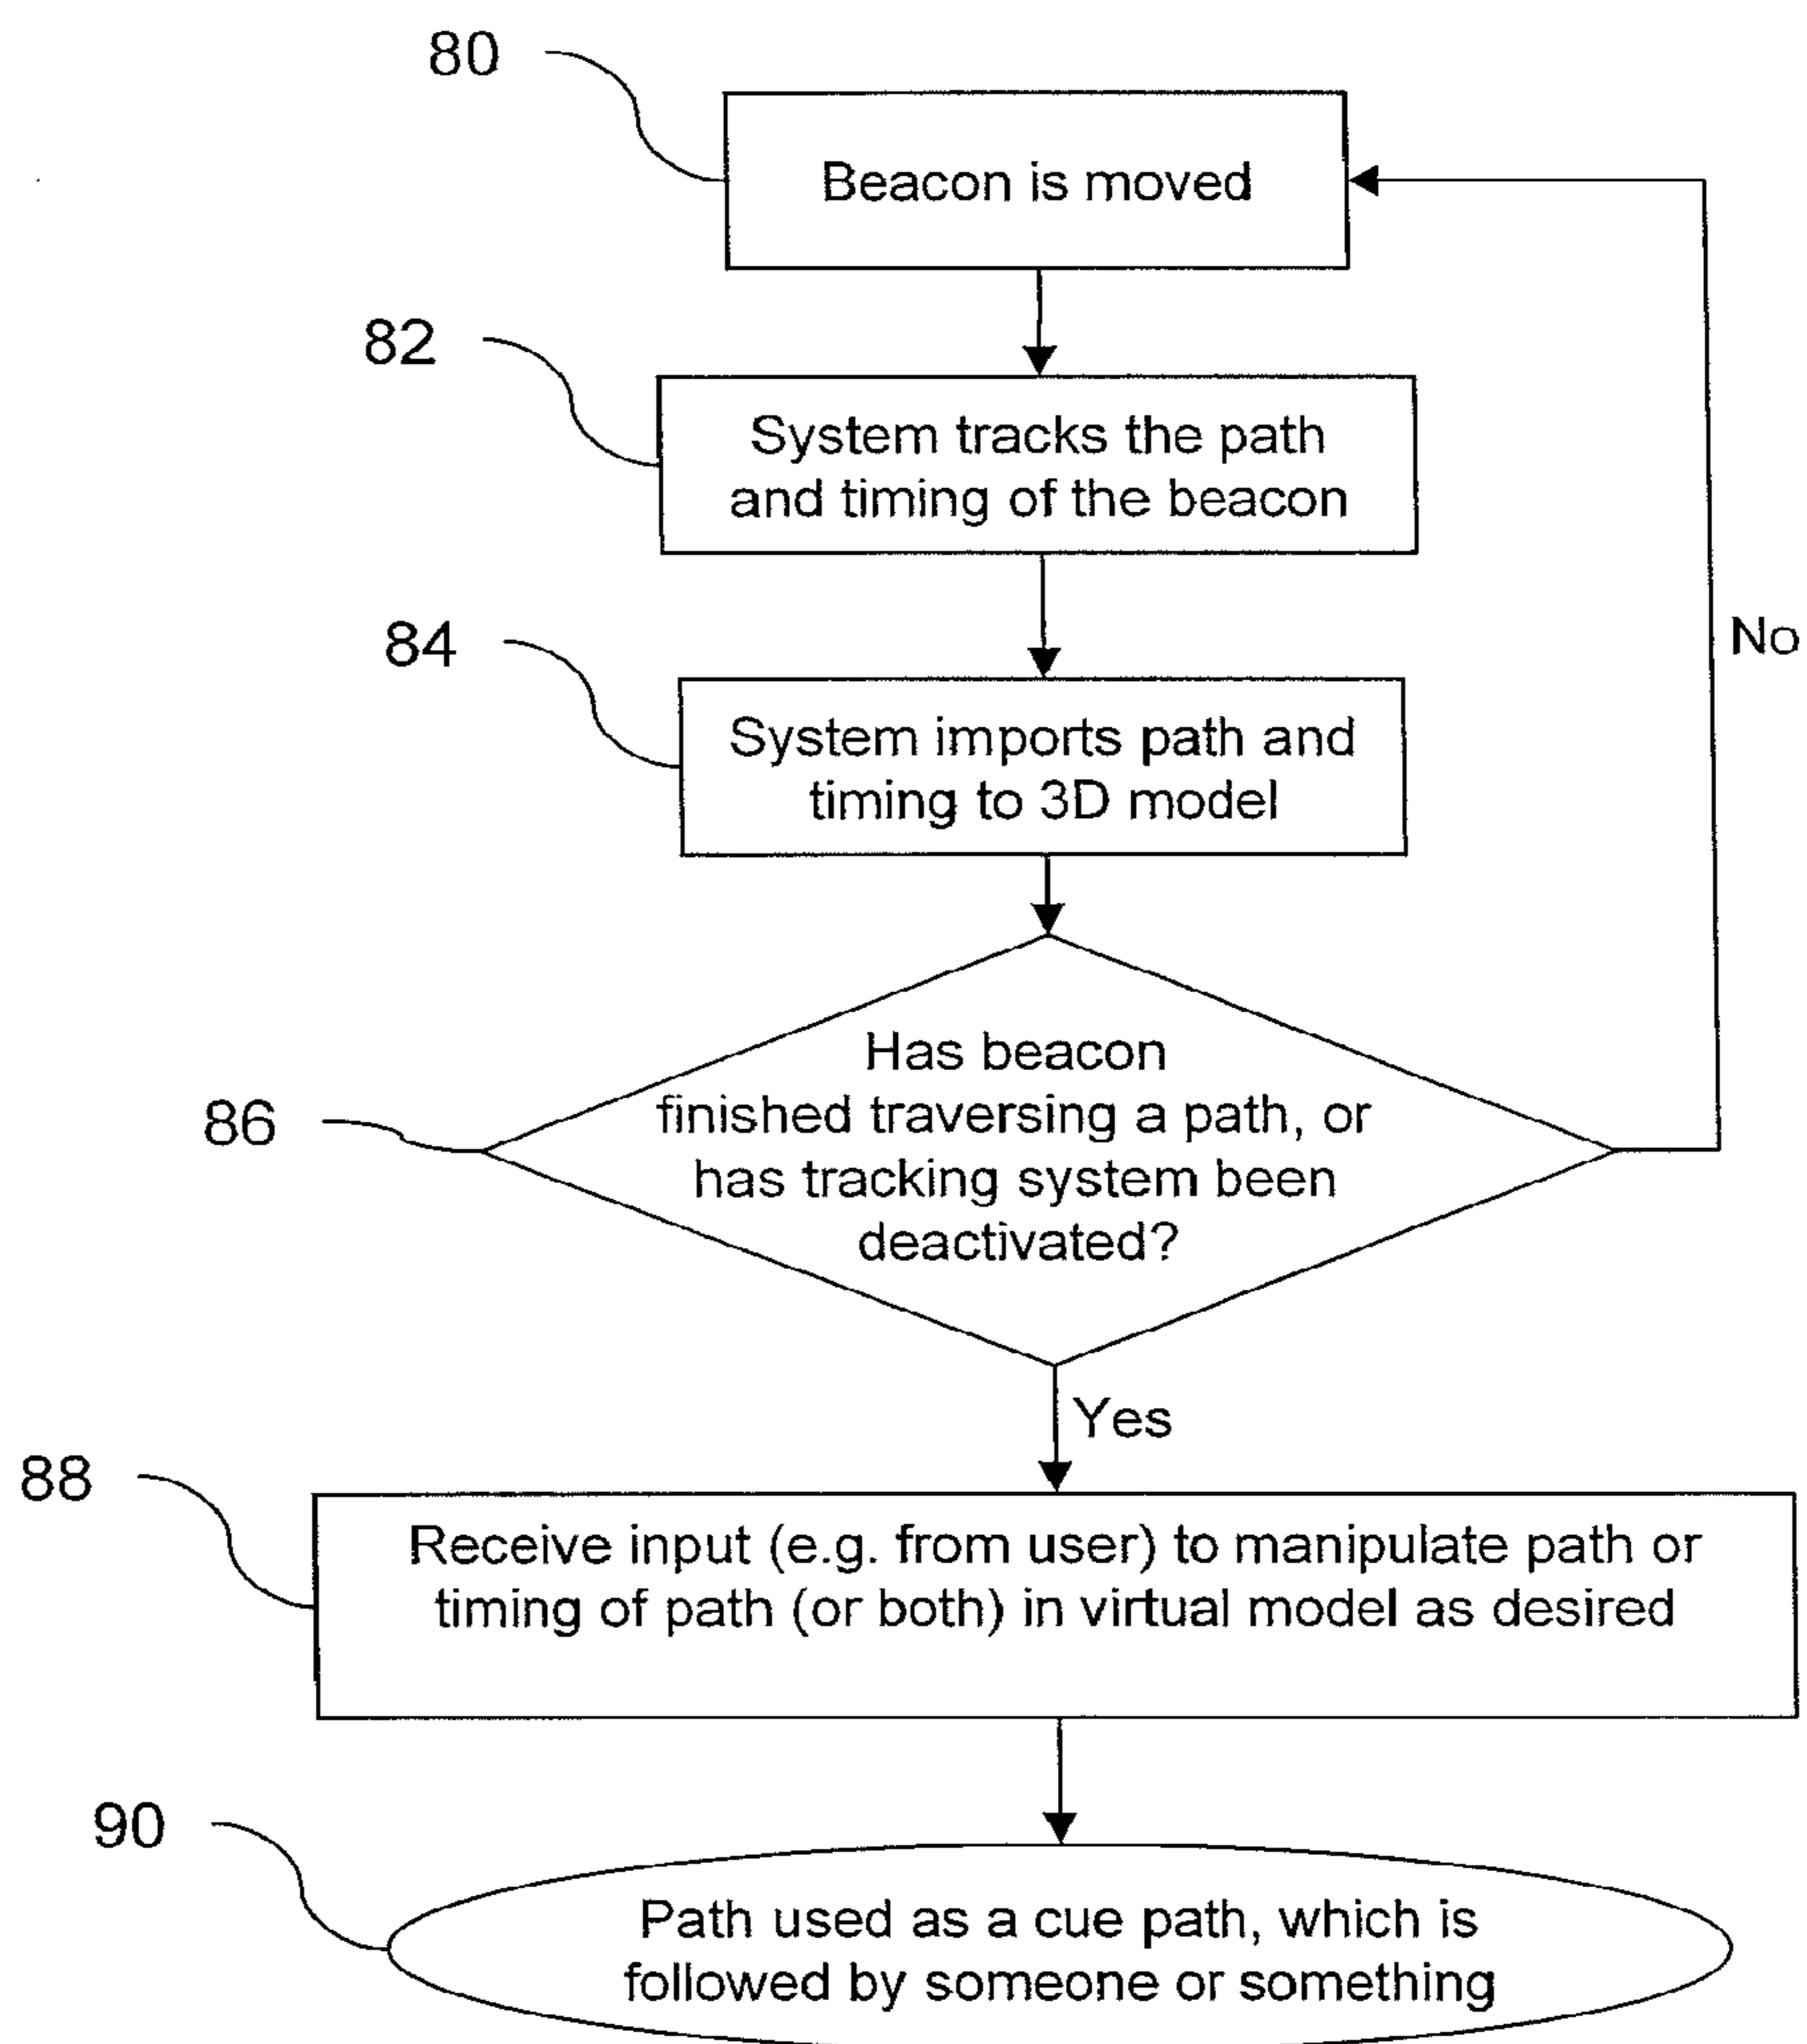 80
Beacon is moved
82
System tracks the path
and timing of the beacon
84
System imports path and
timing to 3D model
No
86
Has beacon
finished traversing a path, or
has tracking system been
deactivated?
Yes
88
Receive input (e.g. from user) to manipulate path or
timing of path (or both) in virtual model as desired
90
Path used as a cue path, which is
followed by someone or something